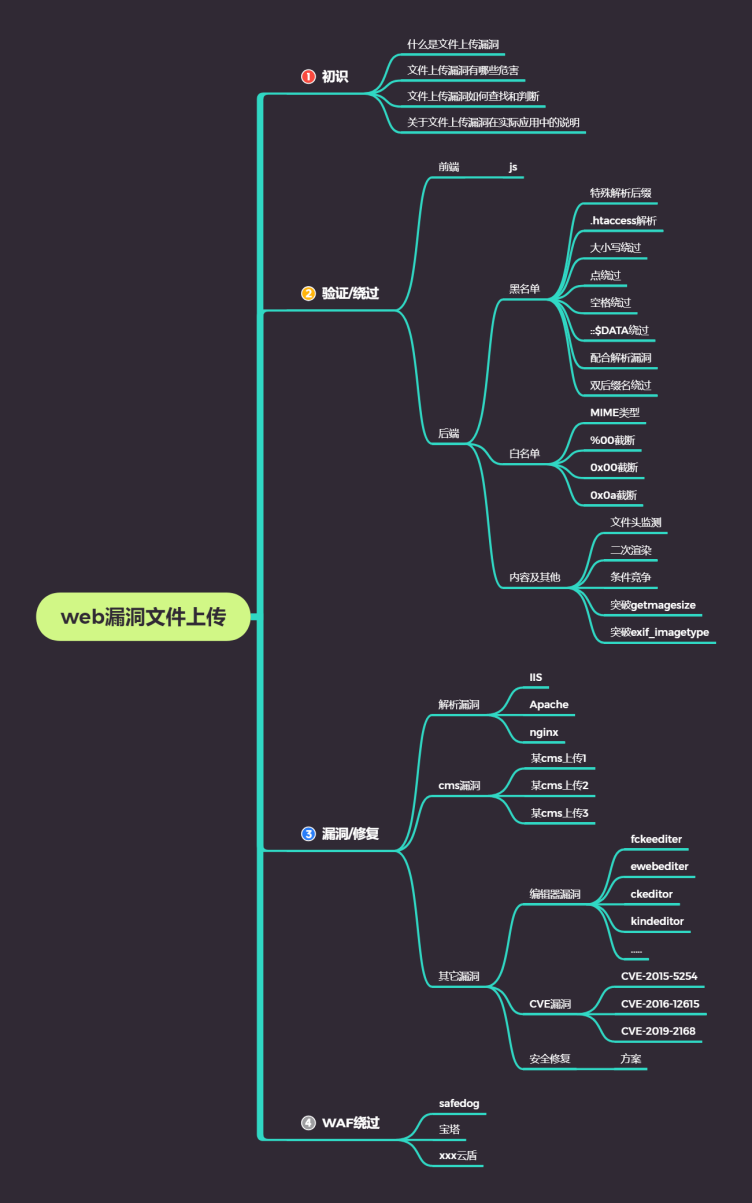 web漏洞文件上传
① 初识
什么是文件上传漏洞
文件上传漏洞有哪些危害
文件上传漏洞如何查找和判断
关于文件上传漏洞在实际应用中的说明
② 验证/绕过
前端
js
后端
黑名单
特殊解析后缀
.htaccess解析
大小写绕过
点绕过
空格绕过
::$DATA绕过
配合解析漏洞
双后缀名绕过
白名单
MIME类型
%00截断
0x00截断
0x0a截断
内容及其他
文件头监测
二次渲染
条件竞争
突破getmagesize
突破exif_imagetype
③ 漏洞/修复
解析漏洞
IIS
Apache
nginx
cms漏洞
某cms上传1
某cms上传2
某cms上传3
其它漏洞
编辑器漏洞
fckeediter
ewebediter
ckeditor
kindeditor
......
CVE漏洞
CVE-2015-5254
CVE-2016-12615
CVE-2019-2168
安全修复
方案
④ WAF绕过
safedog
宝塔
xxx云盾